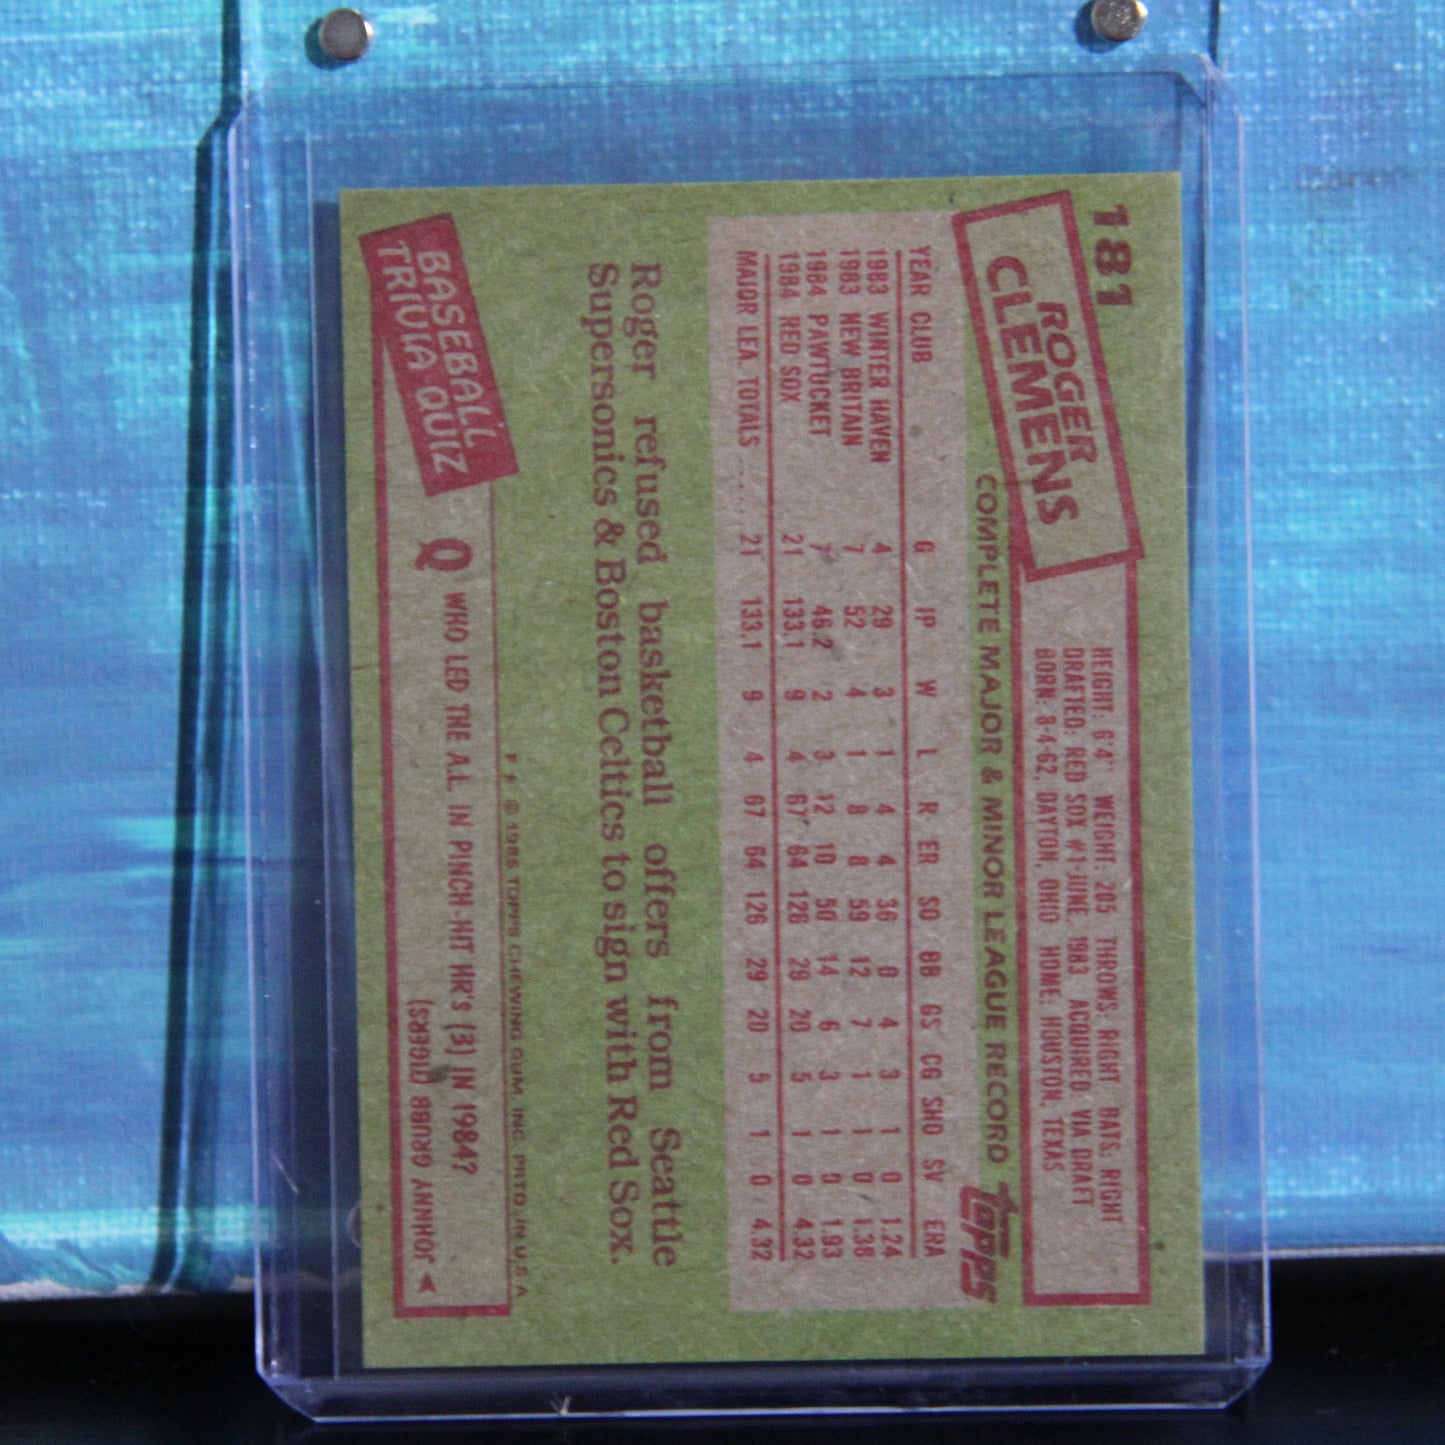 181
ROGER
CLEMENS
HEIGHT: 6'4" WEIGHT: 205 THROWS: RIGHT BATS: RIGHT
DRAFTED: RED SOX #1-JUNE, 1983 ACQUIRED: VIA DRAFT
BORN: 8-4-62, DAYTON, OHIO HOME: HOUSTON, TEXAS
COMPLETE MAJOR & MINOR LEAGUE RECORD
Topps
YEAR CLUB G IP W L R ER SO BB GS CG SHO SV ERA
1983 WINTER HAVEN 4 29 3 1 4 4 36 0 4 3 1 0 1.24
1983 NEW BRITAIN 7 52 4 1 8 8 59 12 7 1 1 0 1.38
1984 PAWTUCKET 7 46.2 2 3 12 10 50 14 6 3 1 0 1.93
1984 RED SOX 21 133.1 9 4 67 64 126 29 20 5 1 0 4.32
MAJOR LEA. TOTALS ..... 21 133.1 9 4 67 64 126 29 20 5 1 0 4.32
Roger refused basketball offers from Seattle
Supersonics & Boston Celtics to sign with Red Sox.
© 1985 TOPPS CHEWING GUM, INC. PRTD. IN U.S.A.
BASEBALL
TRIVIA QUIZ
Q WHO LED THE A.L. IN PINCH-HIT HR's (3) IN 1984?
JOHNNY GRUBB (TIGERS)